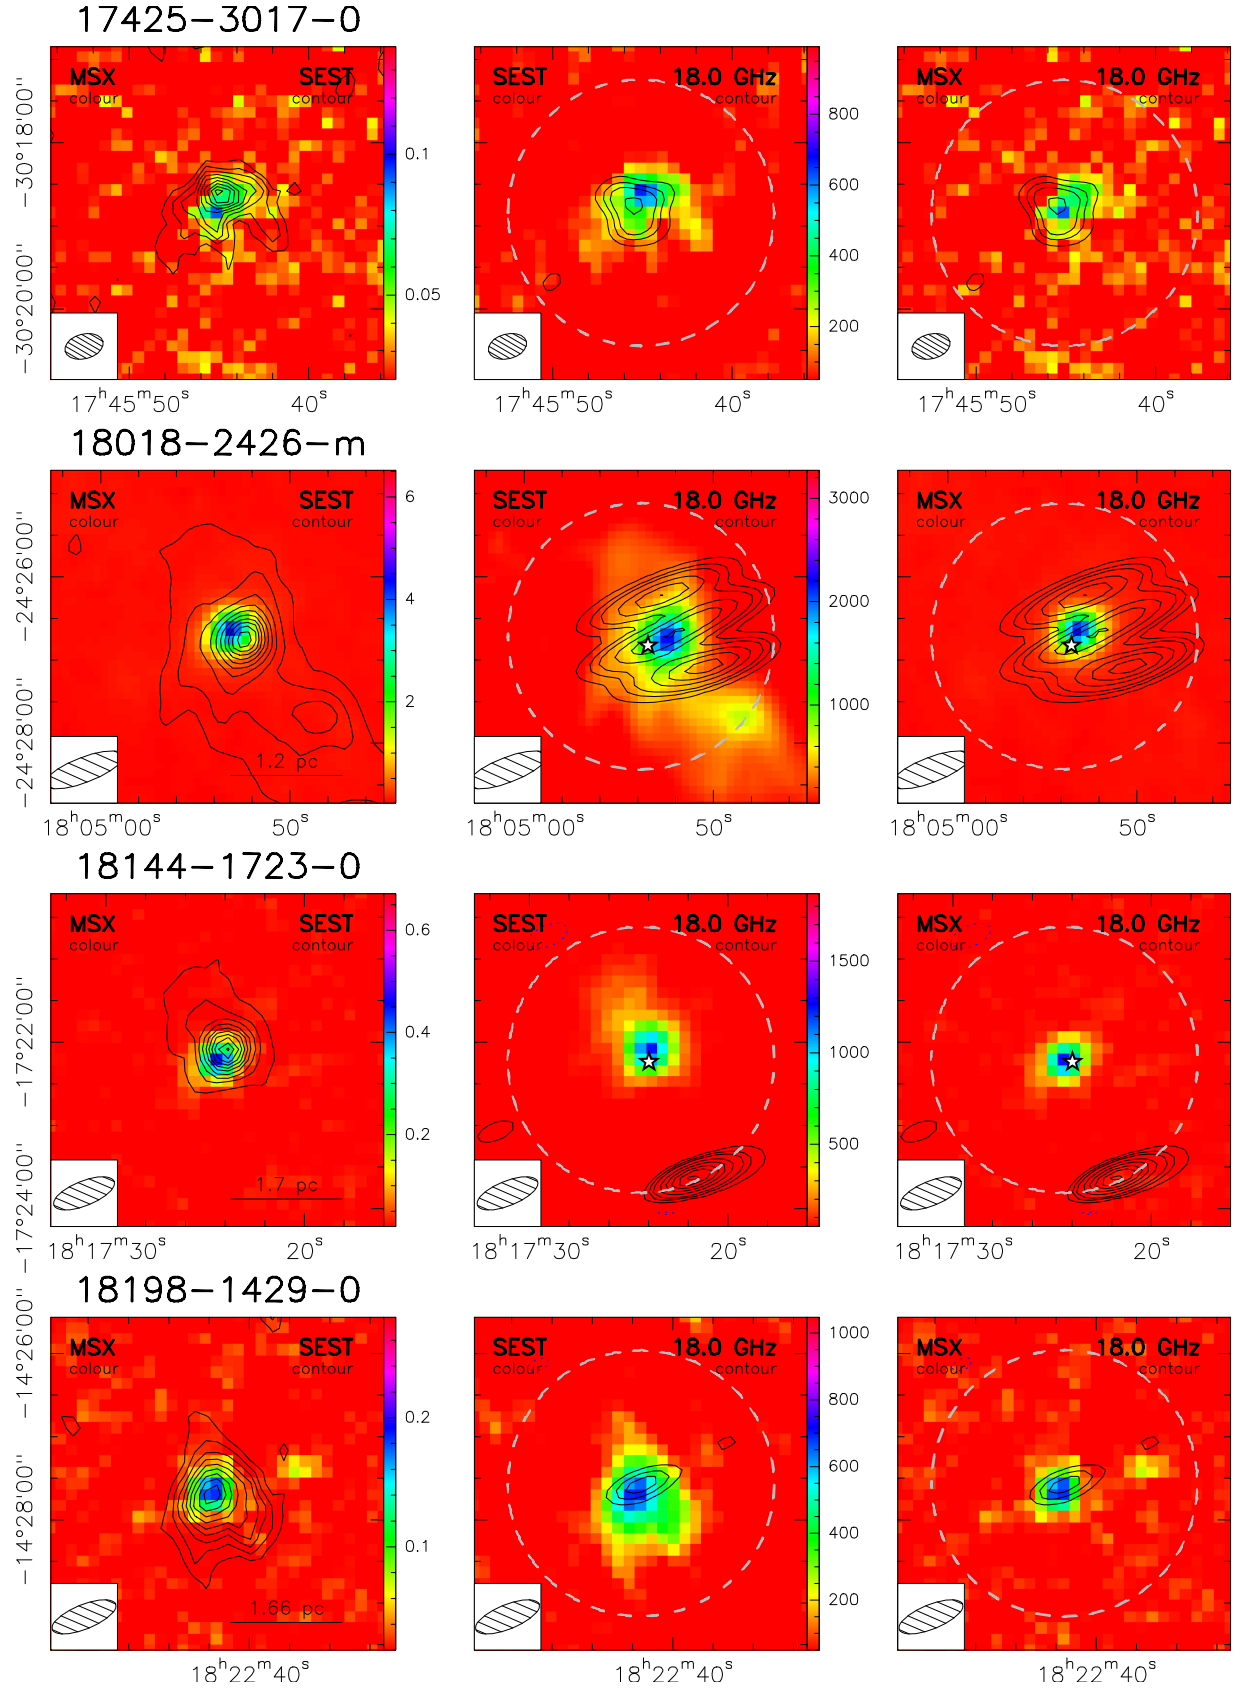 17425−3017−0
MSX SEST
colour contour
SEST 18.0 GHz
colour contour
MSX 18.0 GHz
colour contour
−30°18'00''
−30°20'00''
0.1
0.05
800
600
400
200
17ʰ45ᵐ50ˢ 40ˢ
17ʰ45ᵐ50ˢ 40ˢ
17ʰ45ᵐ50ˢ 40ˢ
18018−2426−m
MSX SEST
colour contour
SEST 18.0 GHz
colour contour
MSX 18.0 GHz
colour contour
−24°26'00''
−24°28'00''
6
4
2
3000
2000
1000
1.2 pc
18ʰ05ᵐ00ˢ 50ˢ
18ʰ05ᵐ00ˢ 50ˢ
18ʰ05ᵐ00ˢ 50ˢ
18144−1723−0
MSX SEST
colour contour
SEST 18.0 GHz
colour contour
MSX 18.0 GHz
colour contour
−17°22'00''
−17°24'00''
0.6
0.4
0.2
1500
1000
500
1.7 pc
18ʰ17ᵐ30ˢ 20ˢ
18ʰ17ᵐ30ˢ 20ˢ
18ʰ17ᵐ30ˢ 20ˢ
18198−1429−0
MSX SEST
colour contour
SEST 18.0 GHz
colour contour
MSX 18.0 GHz
colour contour
−14°26'00''
−14°28'00''
0.2
0.1
1000
800
600
400
200
1.66 pc
18ʰ22ᵐ40ˢ
18ʰ22ᵐ40ˢ
18ʰ22ᵐ40ˢ